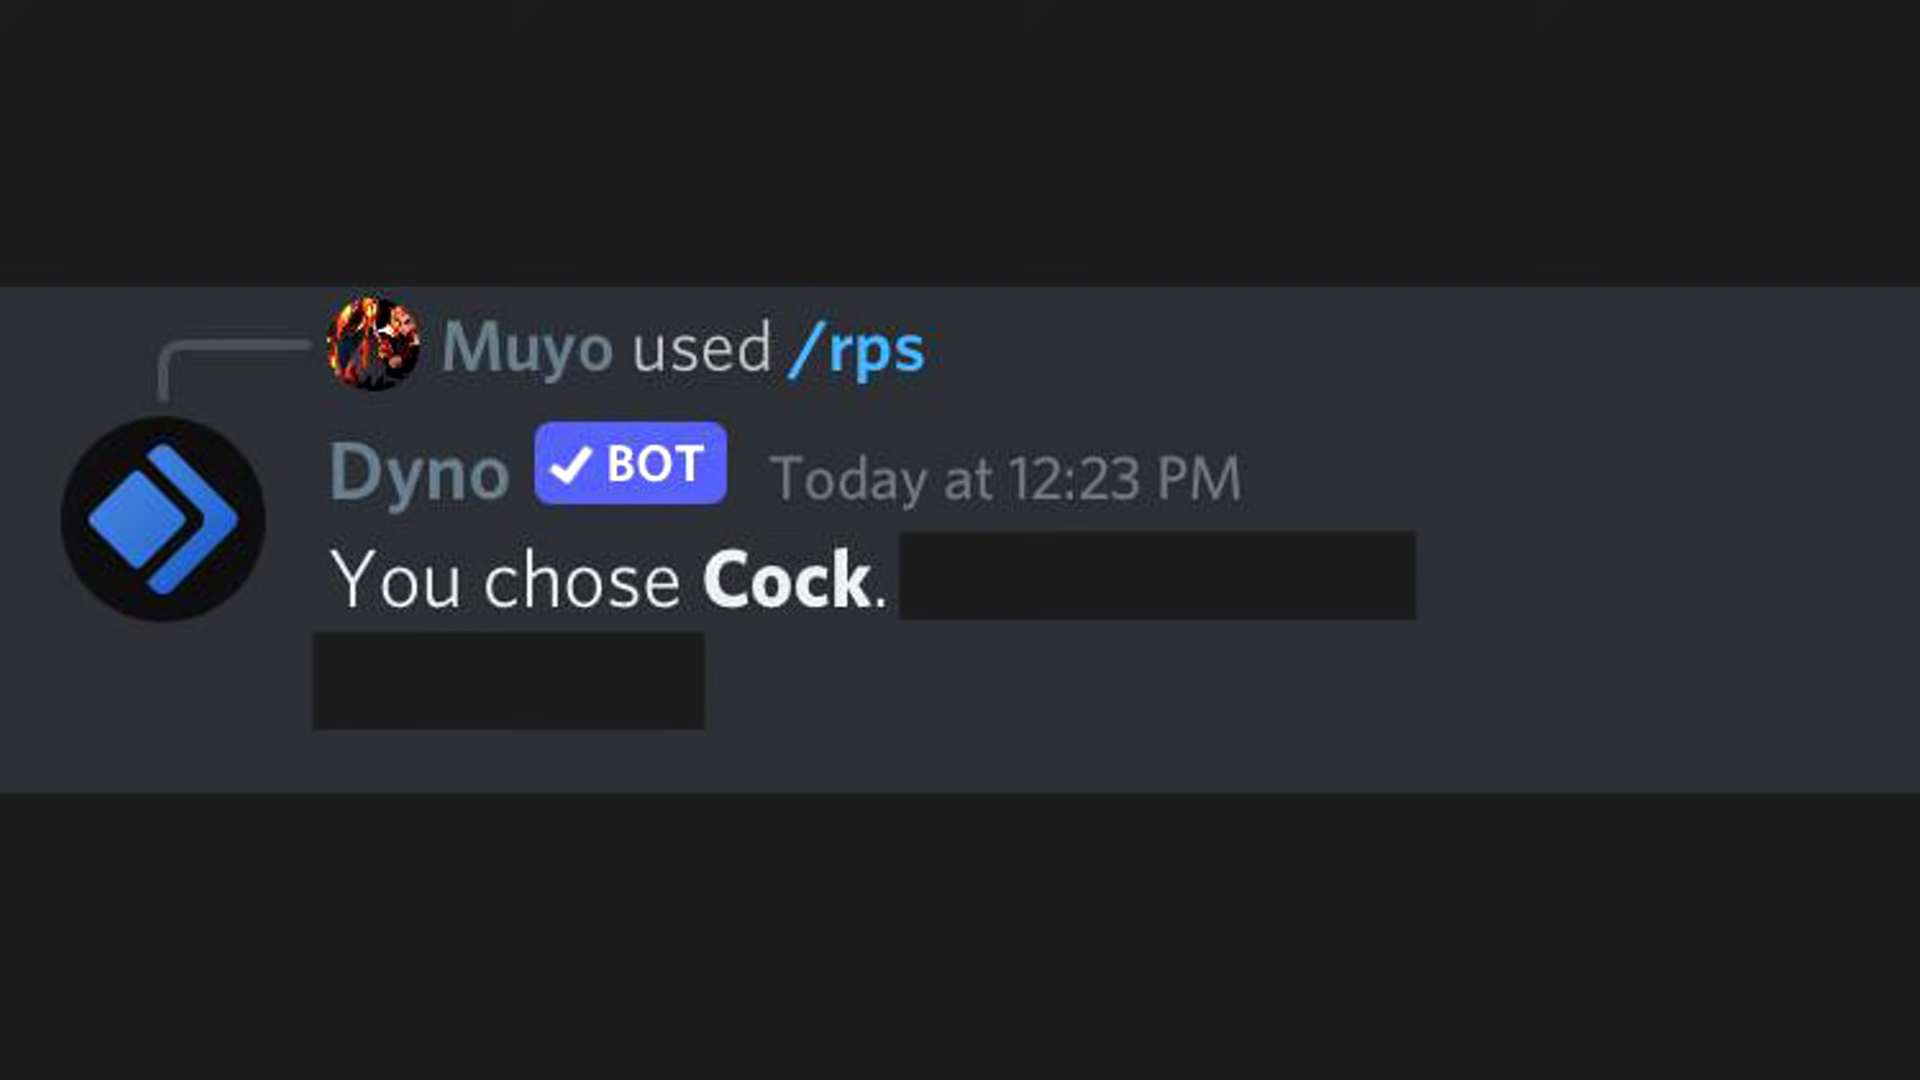 Muyo used /rps
Dyno ✓ BOT Today at 12:23 PM
You chose Cock.